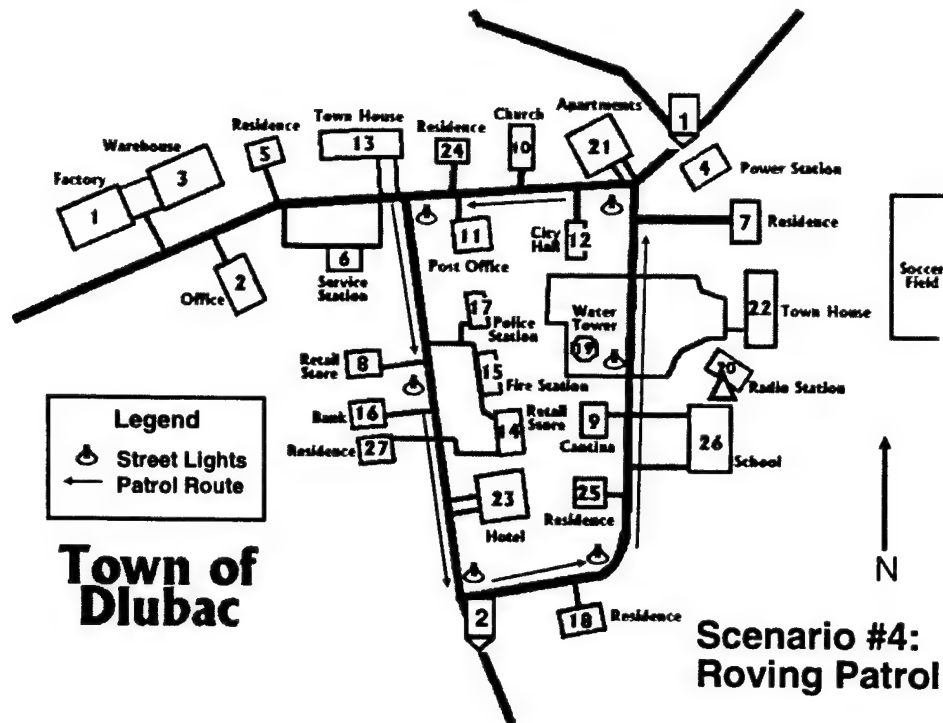 Apartments
1
Church
Town House
Residence
Residence
Warehouse
13
24
10
21
5
4
Power Station
Factory
3
1
7
Residence
11
City
Hall
12
Post Office
6
Service
Station
2
Office
Soccer
Field
17
Police
Station
Water
Tower
19
22
Town House
Retail
Store
8
15
Fire Station
20
Radio Station
Legend
Street Lights
Patrol Route
Bank
16
Residence
27
14
Retail
Store
9
Cantina
26
School
23
Hotel
25
Residence
N
Town of
Dlubac
2
18
Residence
Scenario #4:
Roving Patrol